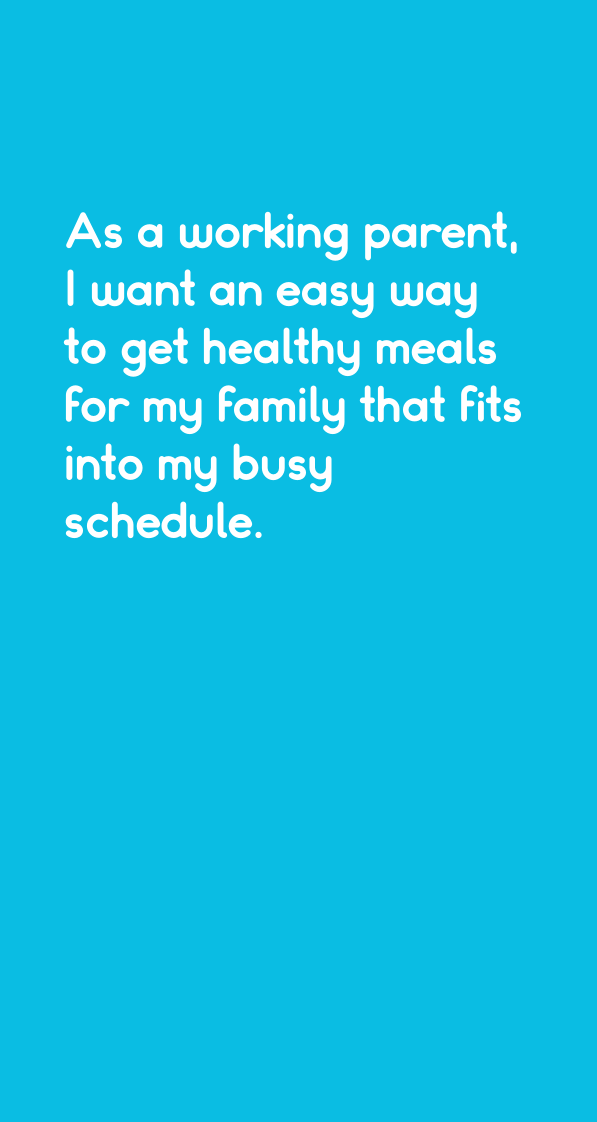 As a working parent,
I want an easy way
to get healthy meals
for my family that fits
into my busy
schedule.